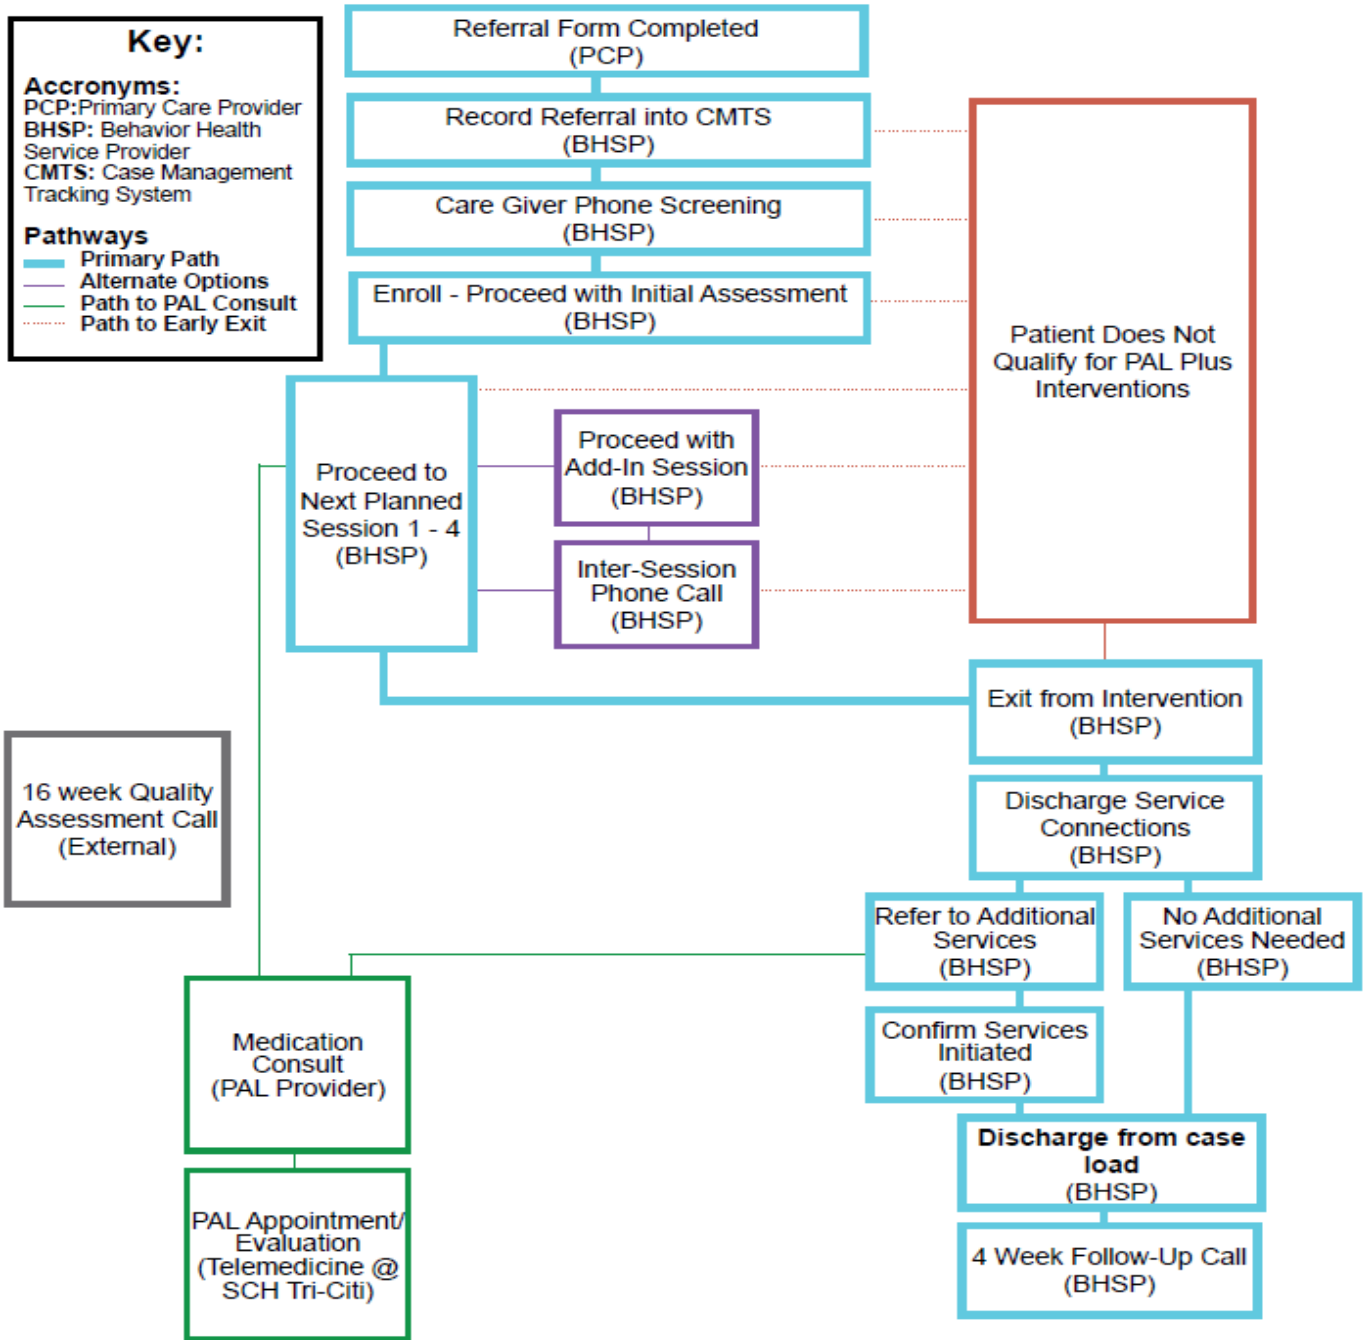 Key:
Accronyms:
PCP:Primary Care Provider
BHSP: Behavior Health
Service Provider
CMTS: Case Management
Tracking System
Pathways
Primary Path
Alternate Options
Path to PAL Consult
Path to Early Exit
Referral Form Completed
(PCP)
Record Referral into CMTS
(BHSP)
Care Giver Phone Screening
(BHSP)
Enroll - Proceed with Initial Assessment
(BHSP)
Patient Does Not
Qualify for PAL Plus
Interventions
Proceed to
Next Planned
Session 1 - 4
(BHSP)
Proceed with
Add-In Session
(BHSP)
Inter-Session
Phone Call
(BHSP)
Exit from Intervention
(BHSP)
16 week Quality
Assessment Call
(External)
Discharge Service
Connections
(BHSP)
Refer to Additional
Services
(BHSP)
No Additional
Services Needed
(BHSP)
Medication
Consult
(PAL Provider)
Confirm Services
Initiated
(BHSP)
Discharge from case
load
(BHSP)
PAL Appointment/
Evaluation
(Telemedicine @
SCH Tri-Citi)
4 Week Follow-Up Call
(BHSP)